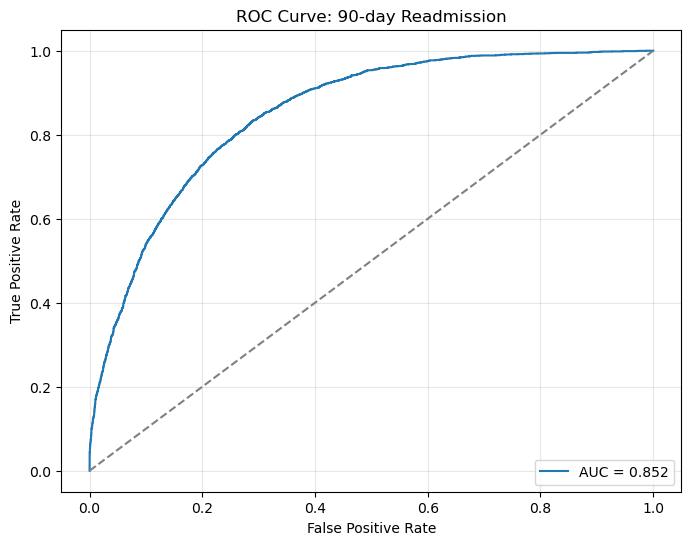 ROC Curve: 90-day Readmission
True Positive Rate
1.0
0.8
0.6
0.4
0.2
0.0
AUC = 0.852
0.0 0.2 0.4 0.6 0.8 1.0
False Positive Rate